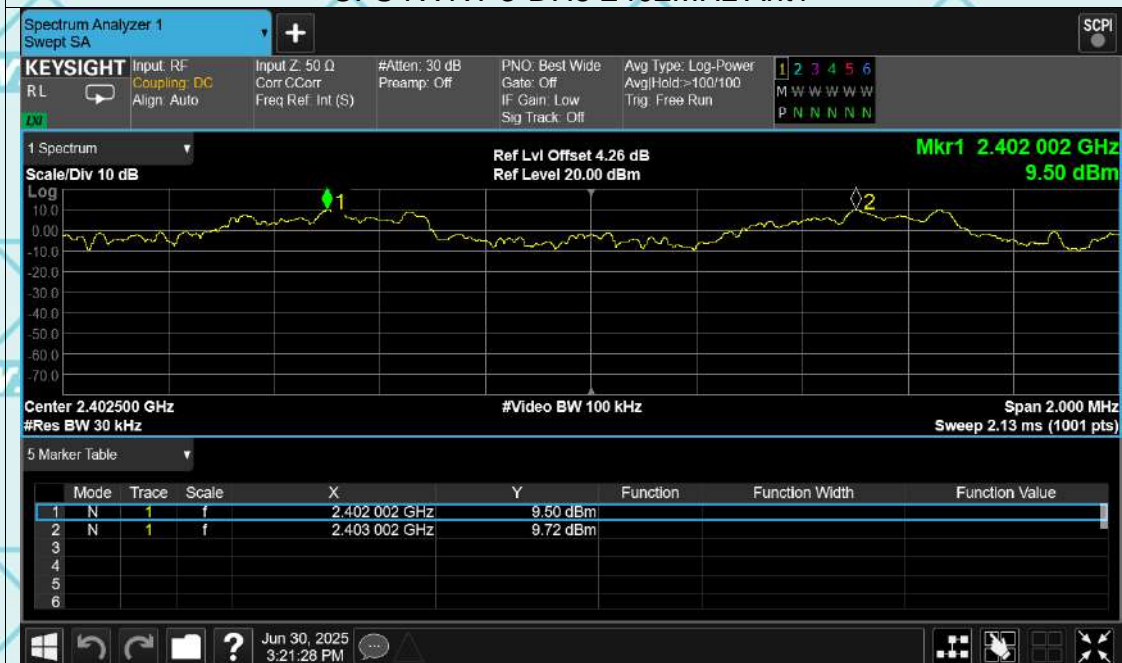 Spectrum Analyzer 1
Swept SA
+
SCPI
KEYSIGHT
RL
LXI
Input: RF
Coupling: DC
Align: Auto
Input Z: 50 Ω
Corr CCorr
Freq Ref: Int (S)
#Atten: 30 dB
Preamp: Off
PNO: Best Wide
Gate: Off
IF Gain: Low
Sig Track: Off
Avg Type: Log-Power
Avg|Hold:>100/100
Trig: Free Run
1 2 3 4 5 6
M W W W W W
P N N N N N
1 Spectrum
Scale/Div 10 dB
Ref Lvl Offset 4.26 dB
Ref Level 20.00 dBm
Mkr1 2.402 002 GHz
9.50 dBm
Log
10.0
0.00
-10.0
-20.0
-30.0
-40.0
-50.0
-60.0
-70.0
1
2
Center 2.402500 GHz
#Res BW 30 kHz
#Video BW 100 kHz
Span 2.000 MHz
Sweep 2.13 ms (1001 pts)
5 Marker Table
Mode Trace Scale X Y Function Function Width Function Value
1 N 1 f 2.402 002 GHz 9.50 dBm
2 N 1 f 2.403 002 GHz 9.72 dBm
3
4
5
6
?
Jun 30, 2025
3:21:28 PM